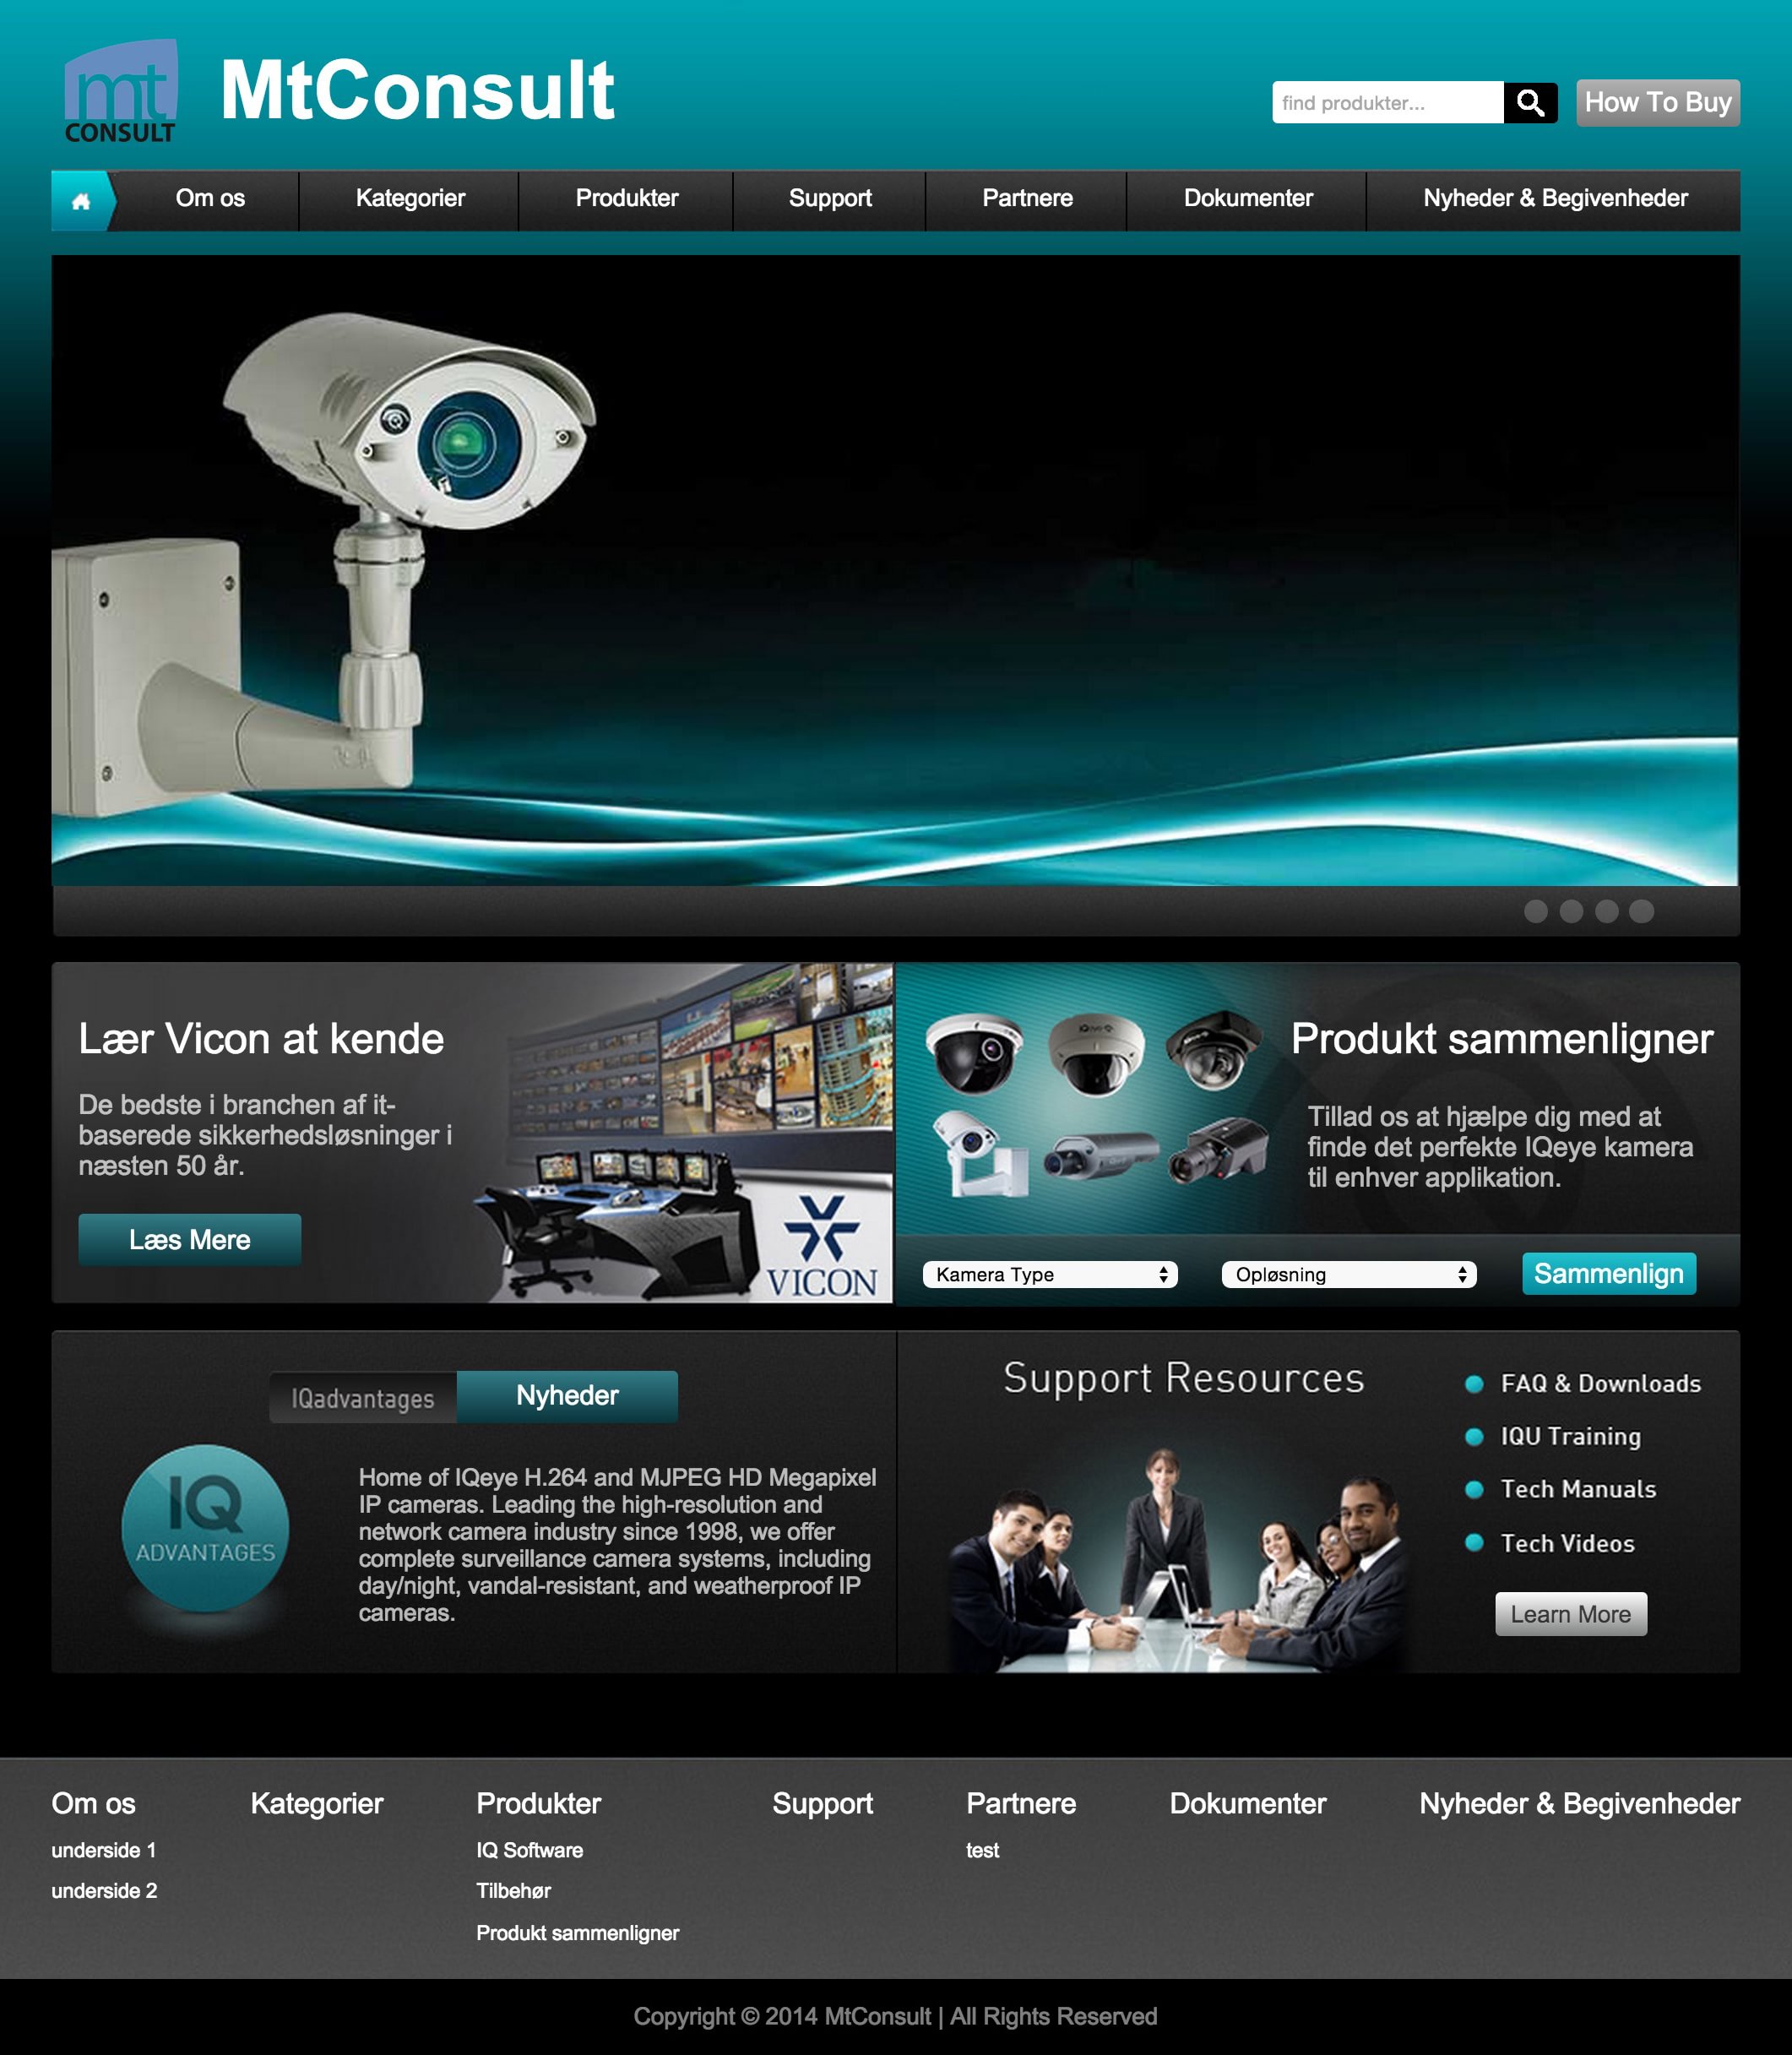 mt
CONSULT
MtConsult
find produkter...
How To Buy
Om os
Kategorier
Produkter
Support
Partnere
Dokumenter
Nyheder & Begivenheder
Lær Vicon at kende
De bedste i branchen af it-
baserede sikkerhedsløsninger i
næsten 50 år.
Læs Mere
VICON
Produkt sammenligner
Tillad os at hjælpe dig med at
finde det perfekte IQeye kamera
til enhver applikation.
Kamera Type
Opløsning
Sammenlign
IQadvantages
Nyheder
IQ
ADVANTAGES
Home of IQeye H.264 and MJPEG HD Megapixel
IP cameras. Leading the high-resolution and
network camera industry since 1998, we offer
complete surveillance camera systems, including
day/night, vandal-resistant, and weatherproof IP
cameras.
Support Resources
FAQ & Downloads
IQU Training
Tech Manuals
Tech Videos
Learn More
Om os
underside 1
underside 2
Kategorier
Produkter
IQ Software
Tilbehør
Produkt sammenligner
Support
Partnere
test
Dokumenter
Nyheder & Begivenheder
Copyright © 2014 MtConsult | All Rights Reserved